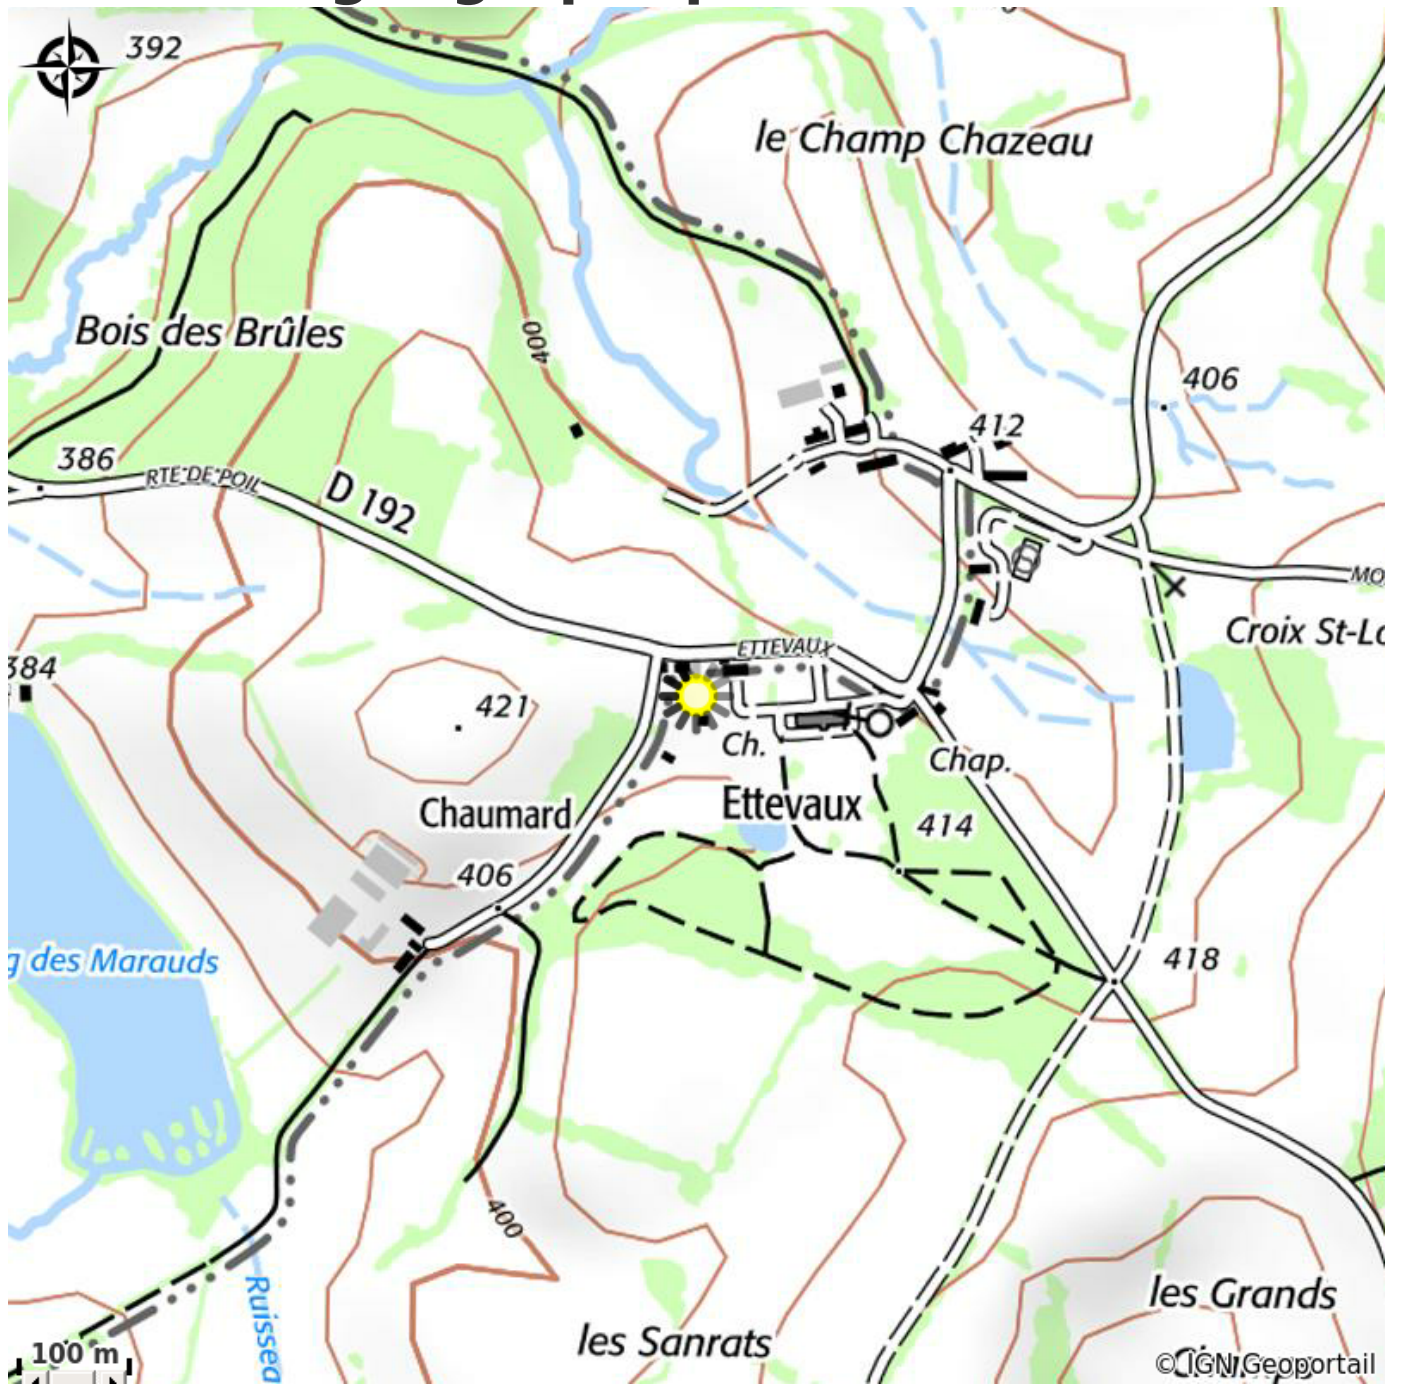 392
le Champ Chazeau
Bois des Brûles
400
406
412
386
RTE DE POIL
D 192
MO
Croix St-Lo
ETTEVAUX
384
421
Ch.
Chap.
Ettevaux
Chaumard
414
406
g des Marauds
418
400
Ruissea
les Grands
les Sanrats
100 m
© IGN Geoportail